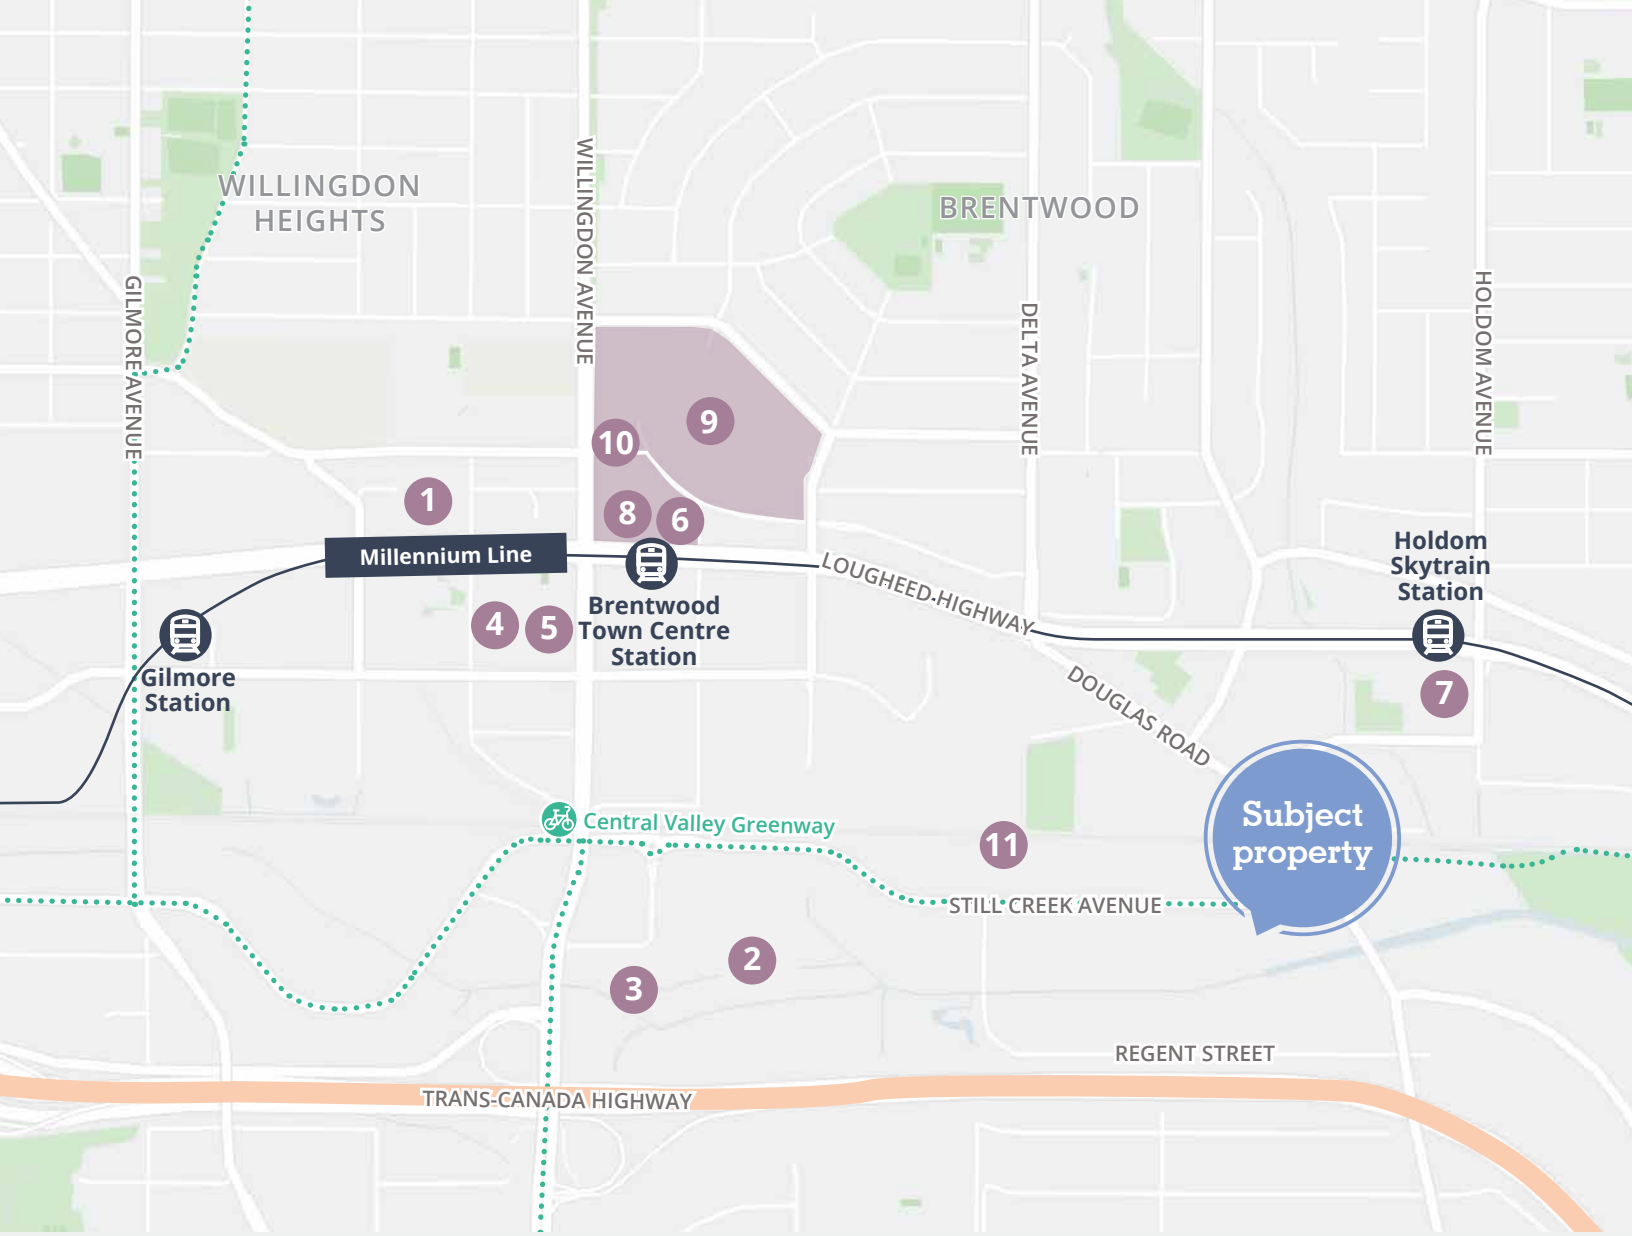 WILLINGDON
HEIGHTS
BRENTWOOD
GILMORE AVENUE
WILLINGDON AVENUE
DELTA AVENUE
HOLDOM AVENUE
9
10
1
8
6
Millennium Line
LOUGHEED HIGHWAY
Holdom
Skytrain
Station
4
5
Brentwood
Town Centre
Station
Gilmore
Station
7
DOUGLAS ROAD
Subject
property
Central Valley Greenway
11
STILL CREEK AVENUE
2
3
REGENT STREET
TRANS-CANADA HIGHWAY